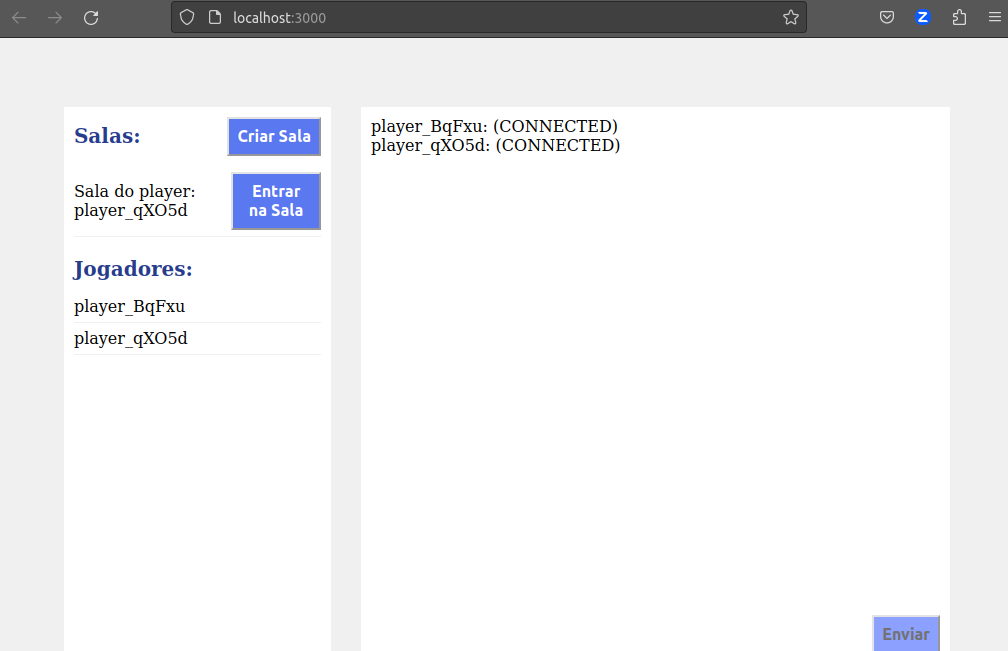 localhost:3000
Z
Salas:
Criar Sala
Sala do player:
player_qXO5d
Entrar
na Sala
Jogadores:
player_BqFxu
player_qXO5d
player_BqFxu: (CONNECTED)
player_qXO5d: (CONNECTED)
Enviar